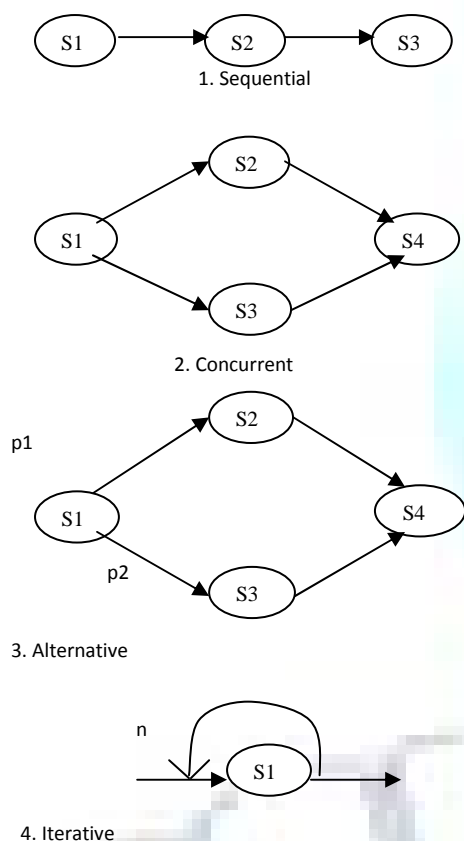 S1 S2 S3
1. Sequential
S2
S1 S4
S3
2. Concurrent
S2
p1
S1 S4
p2
S3
3. Alternative
n
S1
4. Iterative